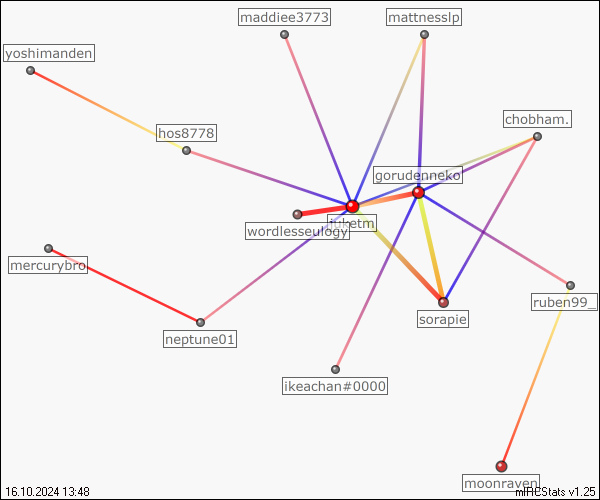 maddiee3773
mattnesslp
yoshimanden
chobham.
hos8778
gorudenneko
wordlesseulogy
mercurybro
ruben99_
sorapie
neptune01
ikeachan#0000
moonraven
16.10.2024 13:48
mIRCStats v1.25